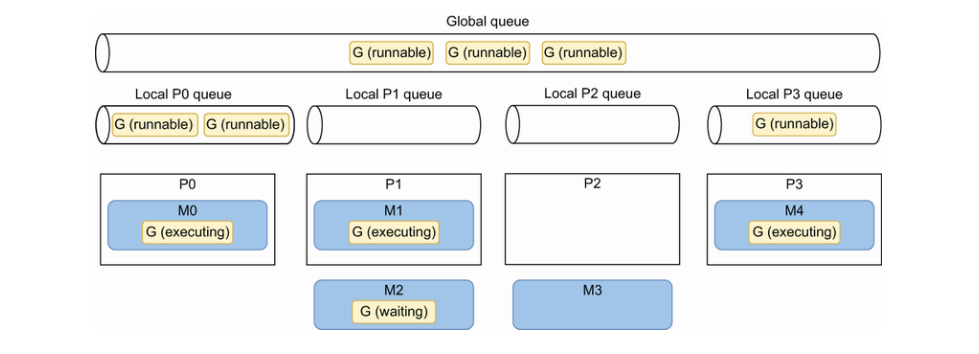 Global queue
G (runnable) G (runnable) G (runnable)
Local P0 queue Local P1 queue Local P2 queue Local P3 queue
G (runnable) G (runnable) G (runnable)
P0 P1 P2 P3
M0 M1 M4
G (executing) G (executing) G (executing)
M2 M3
G (waiting)